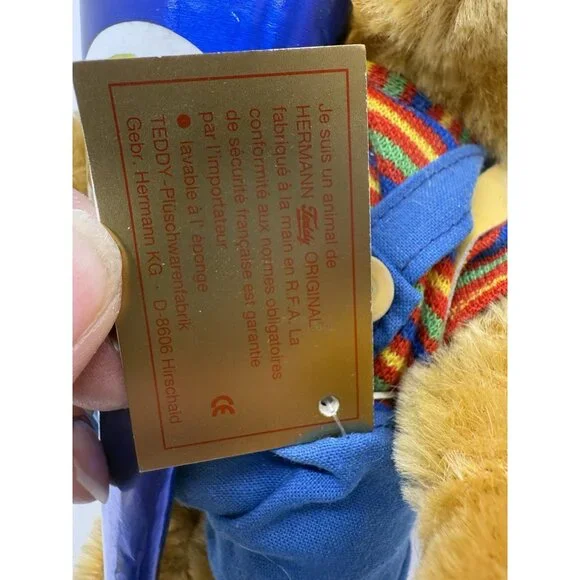 Je suis un animal de
HERMANN Teddy ORIGINAL
fabriqué à la main en R.F.A. La
conformité aux normes obligatoires
de sécurité française est garantie
par l'importateur
● lavable à l'éponge
TEDDY-Plüschwarenfabrik
Gebr. Hermann KG · D-8606 Hirschaid
CE